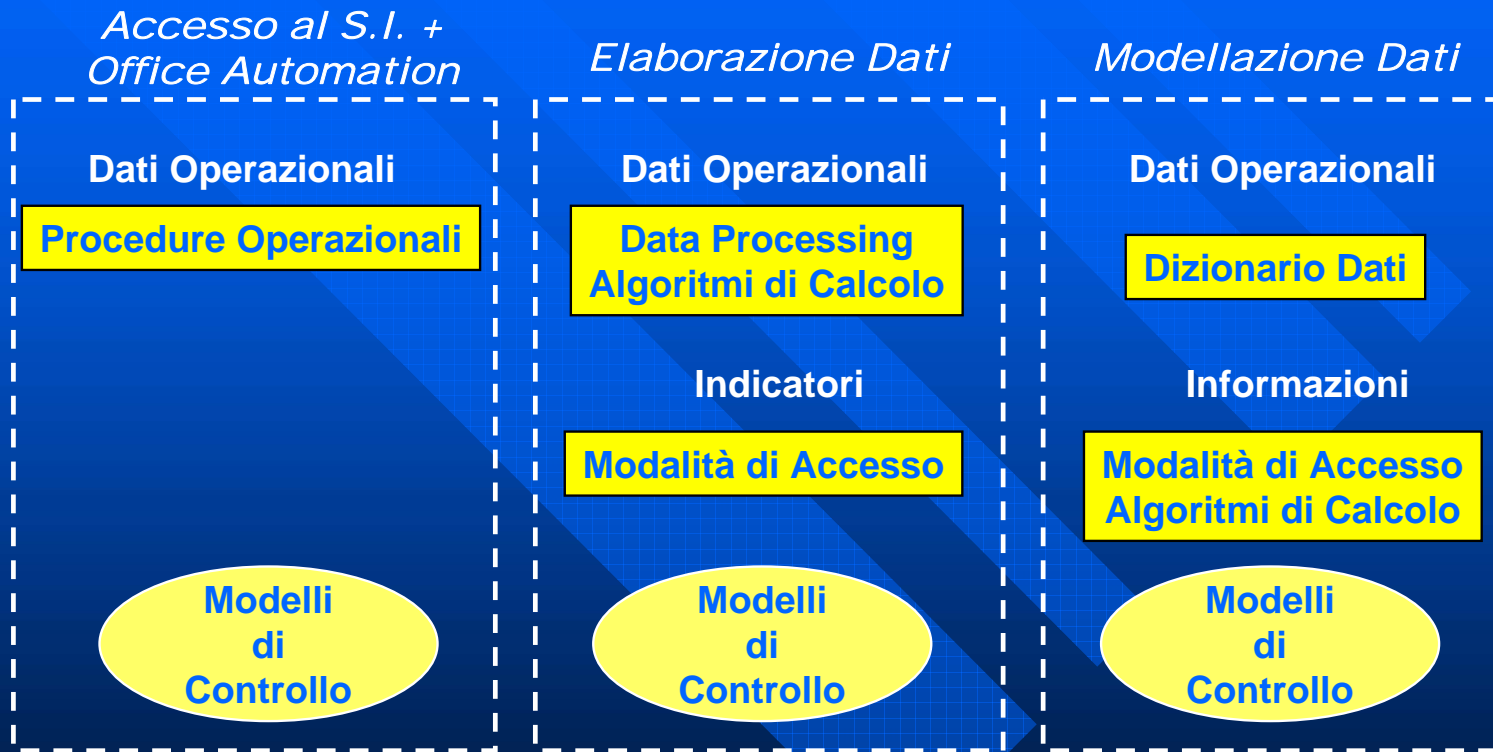 Accesso al S.I. +
Office Automation
Dati Operazionali
Procedure Operazionali
Modelli
di
Controllo
Elaborazione Dati
Dati Operazionali
Data Processing
Algoritmi di Calcolo
Indicatori
Modalità di Accesso
Modelli
di
Controllo
Modellazione Dati
Dati Operazionali
Dizionario Dati
Informazioni
Modalità di Accesso
Algoritmi di Calcolo
Modelli
di
Controllo